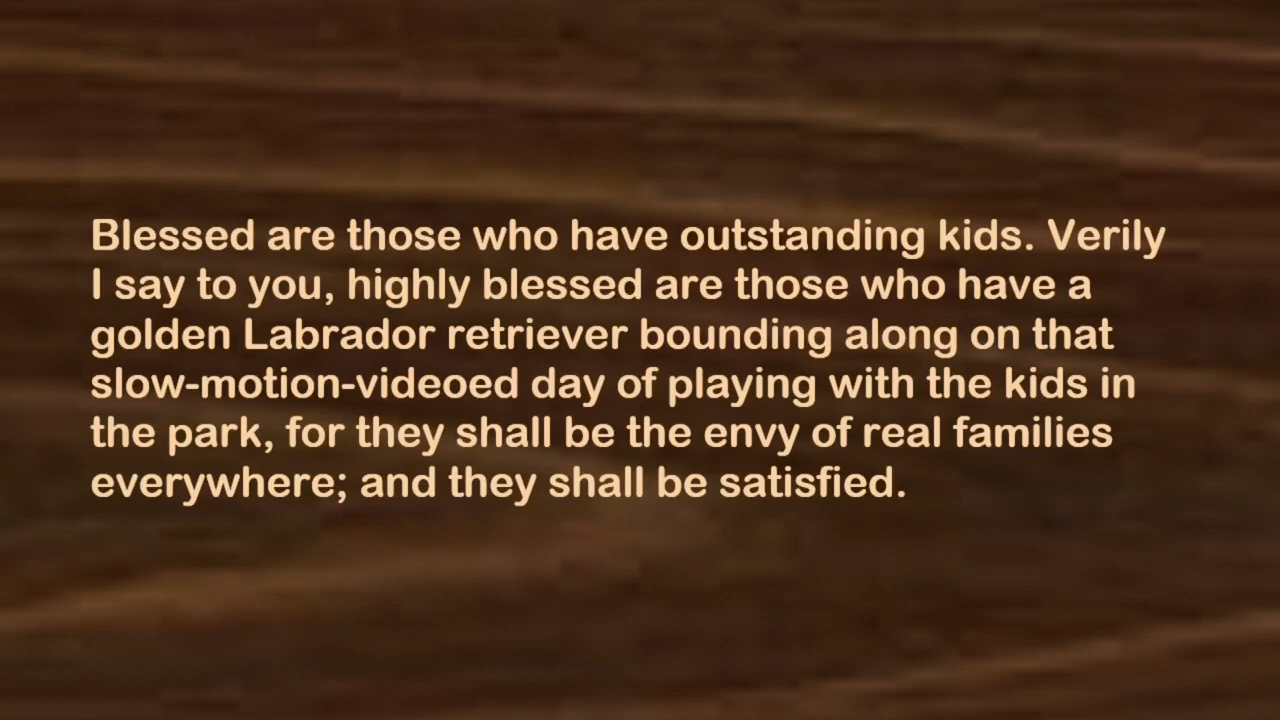 Blessed are those who have outstanding kids. Verily
I say to you, highly blessed are those who have a
golden Labrador retriever bounding along on that
slow-motion-videoed day of playing with the kids in
the park, for they shall be the envy of real families
everywhere; and they shall be satisfied.